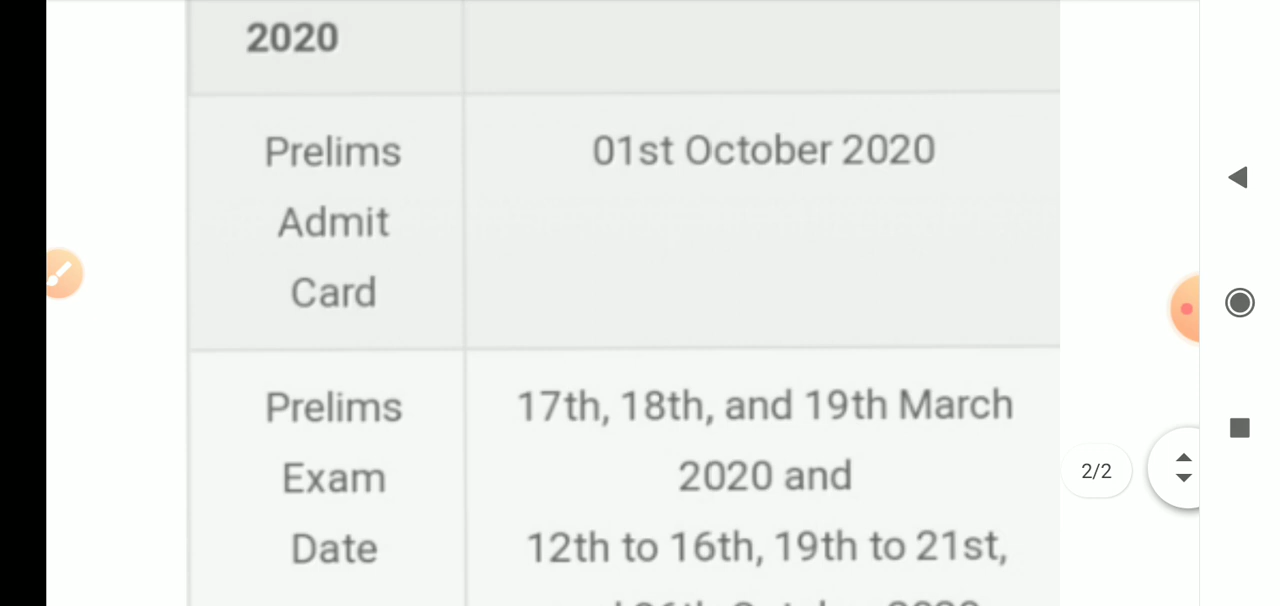 2020
Prelims
Admit
Card
01st October 2020
Prelims
Exam
Date
17th, 18th, and 19th March
2020 and
12th to 16th, 19th to 21st,
2/2